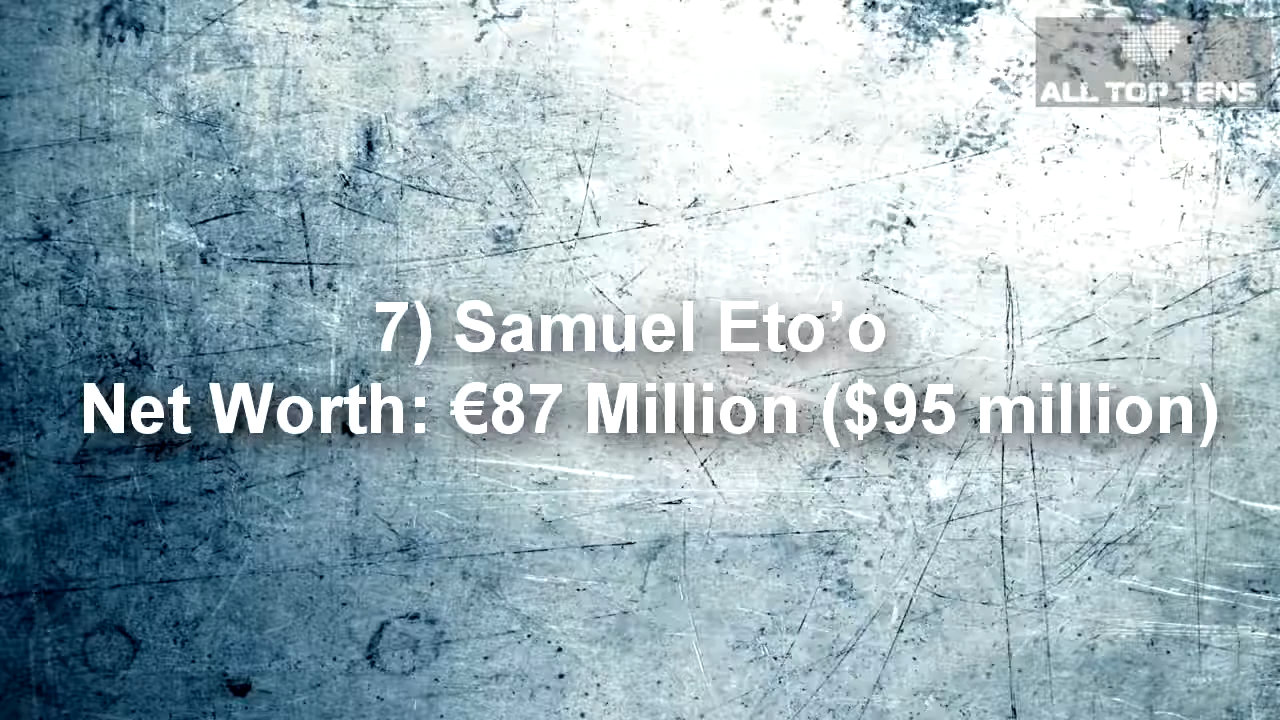 ALL TOP TENS
7) Samuel Eto’o
Net Worth: €87 Million ($95 million)